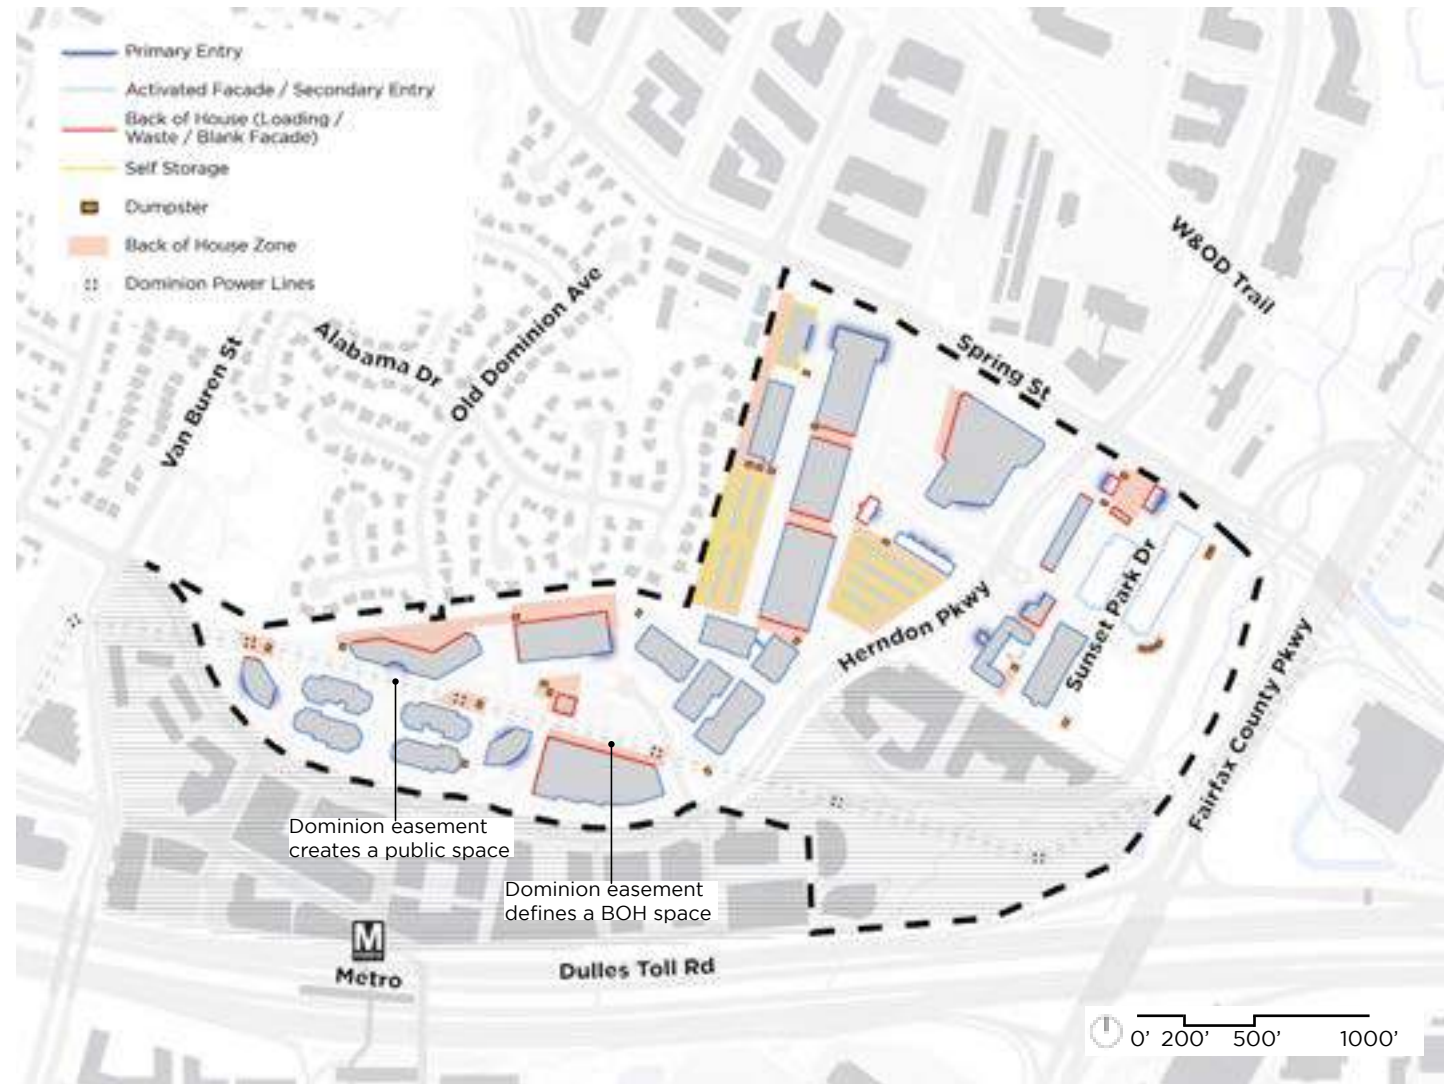 Primary Entry
Activated Facade / Secondary Entry
Back of House (Loading /
Waste / Blank Facade)
Self Storage
Dumpster
Back of House Zone
Dominion Power Lines
W&OD Trail
Alabama Dr
Old Dominion Ave
Van Buren St
Spring St
Herndon Pkwy
Sunset Park Dr
Fairfax County Pkwy
Dominion easement
creates a public space
Dominion easement
defines a BOH space
M
Metro
Dulles Toll Rd
0' 200' 500' 1000'